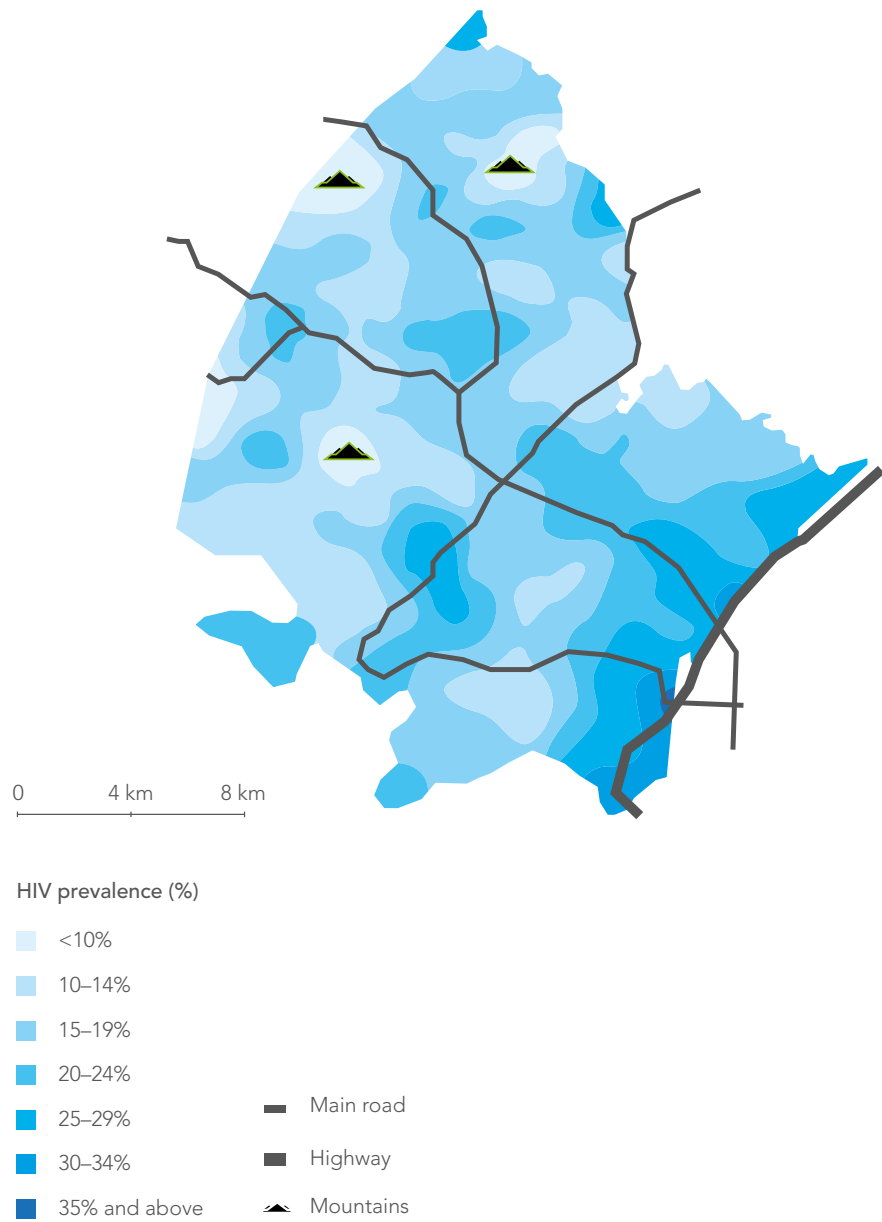 0 4 km 8 km
HIV prevalence (%)
<10%
10–14%
15–19%
20–24%
25–29%
30–34%
35% and above
Main road
Highway
Mountains